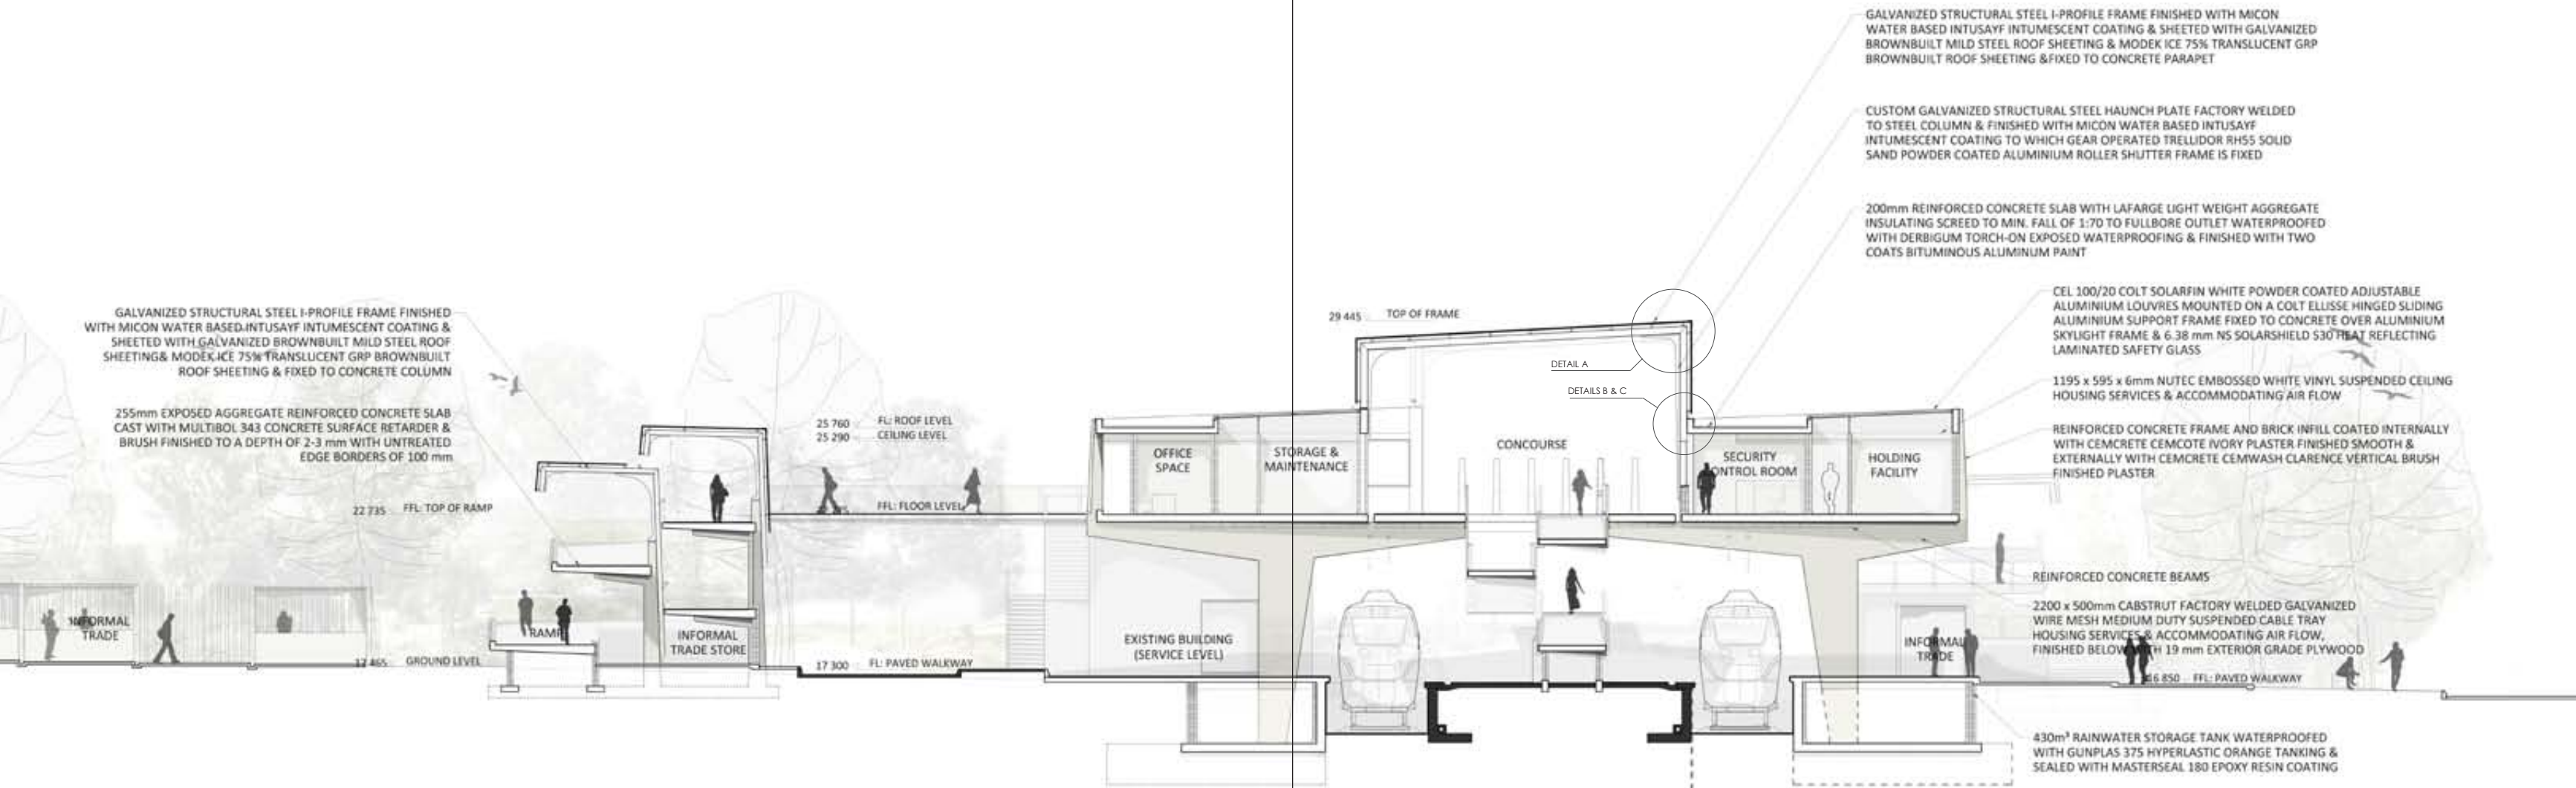 GALVANIZED STRUCTURAL STEEL I-PROFILE FRAME FINISHED WITH MICON
WATER BASED INTUSAYF INTUMESCENT COATING & SHEETED WITH GALVANIZED
BROWNBUILT MILD STEEL ROOF SHEETING & MODEK ICE 75% TRANSLUCENT GRP
BROWNBUILT ROOF SHEETING &FIXED TO CONCRETE PARAPET
CUSTOM GALVANIZED STRUCTURAL STEEL HAUNCH PLATE FACTORY WELDED
TO STEEL COLUMN & FINISHED WITH MICON WATER BASED INTUSAYF
INTUMESCENT COATING TO WHICH GEAR OPERATED TRELLIDOR RH55 SOLID
SAND POWDER COATED ALUMINIUM ROLLER SHUTTER FRAME IS FIXED
200mm REINFORCED CONCRETE SLAB WITH LAFARGE LIGHT WEIGHT AGGREGATE
INSULATING SCREED TO MIN. FALL OF 1:70 TO FULLBORE OUTLET WATERPROOFED
WITH DERBIGUM TORCH-ON EXPOSED WATERPROOFING & FINISHED WITH TWO
COATS BITUMINOUS ALUMINUM PAINT
CEL 100/20 COLT SOLARFIN WHITE POWDER COATED ADJUSTABLE
ALUMINIUM LOUVRES MOUNTED ON A COLT ELLISSE HINGED SLIDING
ALUMINIUM SUPPORT FRAME FIXED TO CONCRETE OVER ALUMINIUM
SKYLIGHT FRAME & 6.38 mm NS SOLARSHIELD S30 HEAT REFLECTING
LAMINATED SAFETY GLASS
1195 x 595 x 6mm NUTEC EMBOSSED WHITE VINYL SUSPENDED CEILING
HOUSING SERVICES & ACCOMMODATING AIR FLOW
REINFORCED CONCRETE FRAME AND BRICK INFILL COATED INTERNALLY
WITH CEMCRETE CEMCOTE IVORY PLASTER FINISHED SMOOTH &
EXTERNALLY WITH CEMCRETE CEMWASH CLARENCE VERTICAL BRUSH
FINISHED PLASTER
GALVANIZED STRUCTURAL STEEL I-PROFILE FRAME FINISHED
WITH MICON WATER BASED INTUSAYF INTUMESCENT COATING &
SHEETED WITH GALVANIZED BROWNBUILT MILD STEEL ROOF
SHEETING& MODEK ICE 75% TRANSLUCENT GRP BROWNBUILT
ROOF SHEETING & FIXED TO CONCRETE COLUMN
255mm EXPOSED AGGREGATE REINFORCED CONCRETE SLAB
CAST WITH MULTIBOL 343 CONCRETE SURFACE RETARDER &
BRUSH FINISHED TO A DEPTH OF 2-3 mm WITH UNTREATED
EDGE BORDERS OF 100 mm
29 445 TOP OF FRAME
DETAIL A
DETAILS B & C
25 760 FL: ROOF LEVEL
25 290 CEILING LEVEL
OFFICE
SPACE
STORAGE &
MAINTENANCE
CONCOURSE
SECURITY
CONTROL ROOM
HOLDING
FACILITY
22 735 FFL: TOP OF RAMP
FFL: FLOOR LEVEL
REINFORCED CONCRETE BEAMS
2200 x 500mm CABSTRUT FACTORY WELDED GALVANIZED
WIRE MESH MEDIUM DUTY SUSPENDED CABLE TRAY
HOUSING SERVICES & ACCOMMODATING AIR FLOW,
FINISHED BELOW WITH 19 mm EXTERIOR GRADE PLYWOOD
INFORMAL
TRADE
RAMP
INFORMAL
TRADE STORE
EXISTING BUILDING
(SERVICE LEVEL)
INFORMAL
TRADE
17 465 GROUND LEVEL
17 300 FL: PAVED WALKWAY
16 850 FFL: PAVED WALKWAY
430m³ RAINWATER STORAGE TANK WATERPROOFED
WITH GUNPLAS 375 HYPERLASTIC ORANGE TANKING &
SEALED WITH MASTERSEAL 180 EPOXY RESIN COATING